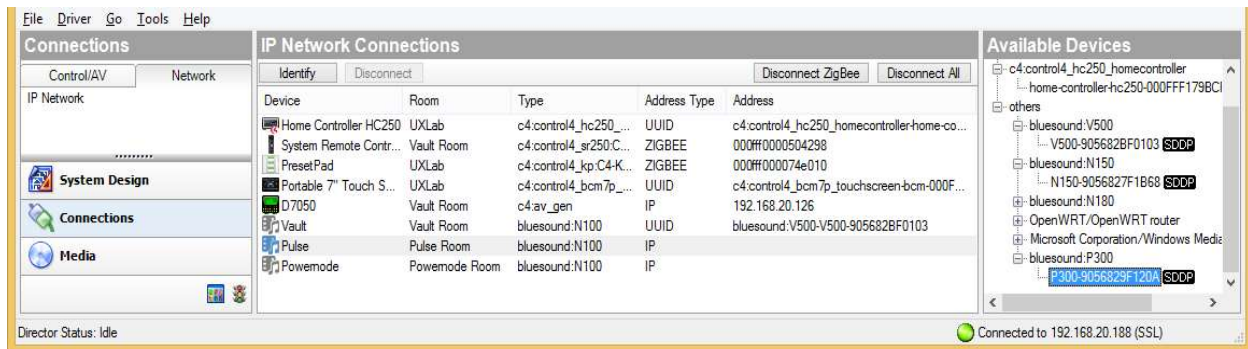 File Driver Go Tools Help
Connections
Control/AV Network
IP Network
System Design
Connections
Media
IP Network Connections
Identify Disconnect Disconnect ZigBee Disconnect All
Device Room Type Address Type Address
Home Controller HC250 UXLab c4:control4_hc250_... UUID c4:control4_hc250_homecontroller-home-co...
System Remote Contr... Vault Room c4:control4_sr250:C... ZIGBEE 000fff0000504298
PresetPad UXLab c4:control4_kp:C4-K... ZIGBEE 000fff000074e010
Portable 7" Touch S... UXLab c4:control4_bcm7p_... UUID c4:control4_bcm7p_touchscreen-bcm-000F...
D7050 Vault Room c4:av_gen IP 192.168.20.126
Vault Vault Room bluesound:N100 UUID bluesound:V500-V500-905682BF0103
Pulse Pulse Room bluesound:N100 IP
Powernode Powernode Room bluesound:N100 IP
Available Devices
c4:control4_hc250_homecontroller
home-controller-hc250-000FFF179BCI
others
bluesound:V500
V500-905682BF0103 SDDP
bluesound:N150
N150-9056827F1B68 SDDP
bluesound:N180
OpenWRT/OpenWRT router
Microsoft Corporation/Windows Media
bluesound:P300
P300-9056829F120A SDDP
Director Status: Idle
Connected to 192.168.20.188 (SSL)